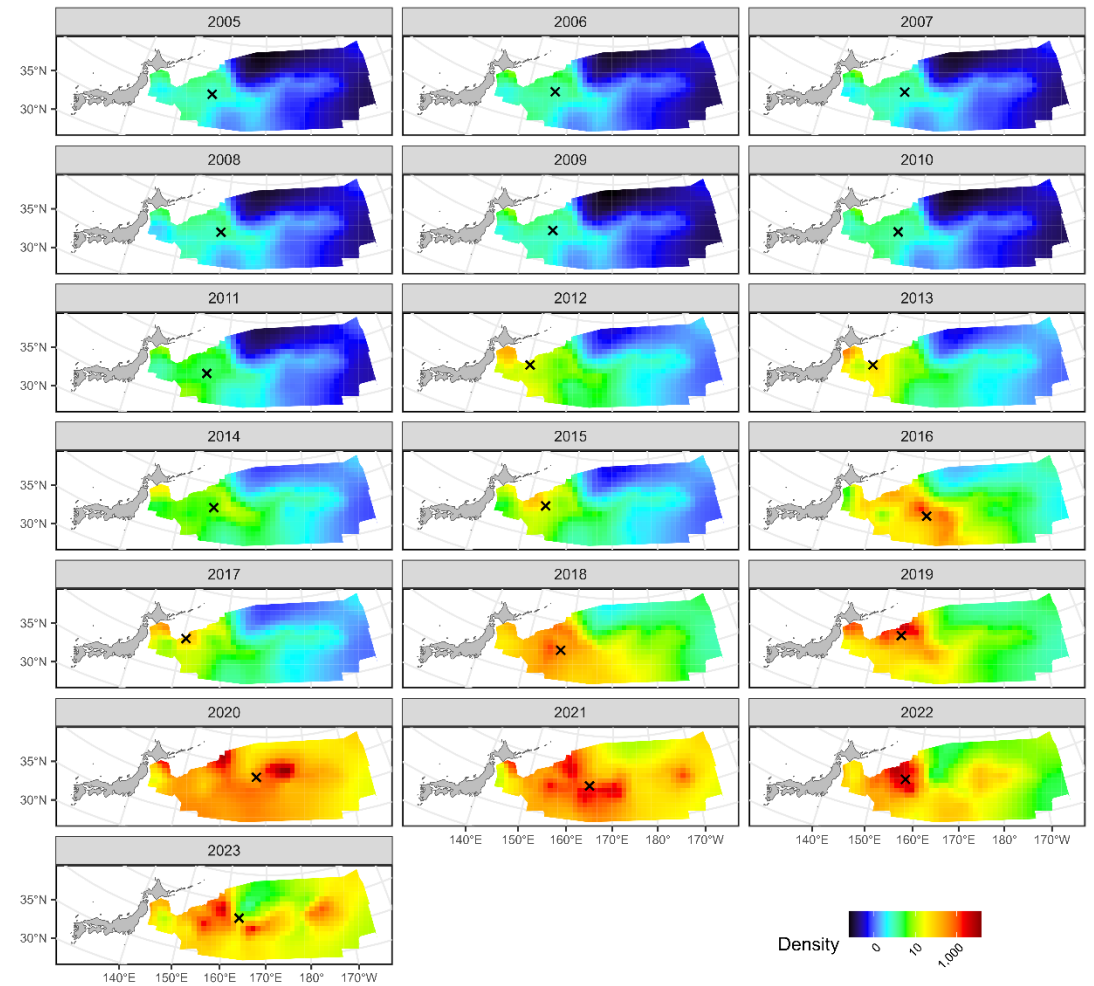 2005 2006 2007
35°N
30°N
2008 2009 2010
35°N
30°N
2011 2012 2013
35°N
30°N
2014 2015 2016
35°N
30°N
2017 2018 2019
35°N
30°N
2020 2021 2022
35°N
30°N
140°E 150°E 160°E 170°E 180° 170°W 140°E 150°E 160°E 170°E 180° 170°W
2023
35°N
30°N
140°E 150°E 160°E 170°E 180° 170°W
Density
0 10 1,000